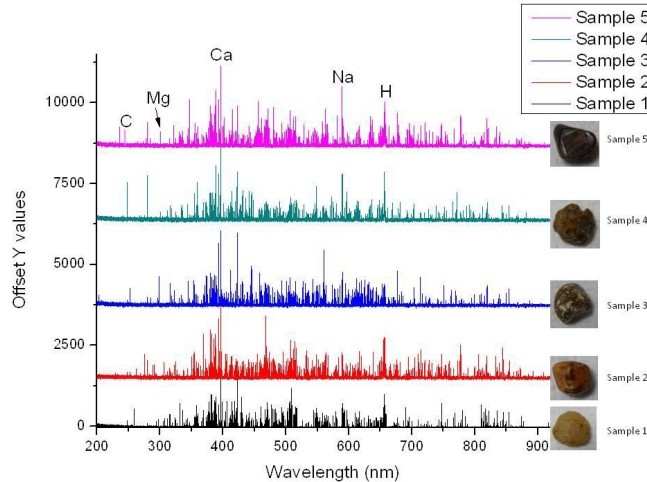 Sample 5
Sample 4
Sample 3
Sample 2
Sample 1
Ca
Na
H
Mg
C
10000
7500
5000
2500
0
Offset Y values
200 300 400 500 600 700 800 900
Wavelength (nm)
Sample 5
Sample 4
Sample 3
Sample 2
Sample 1